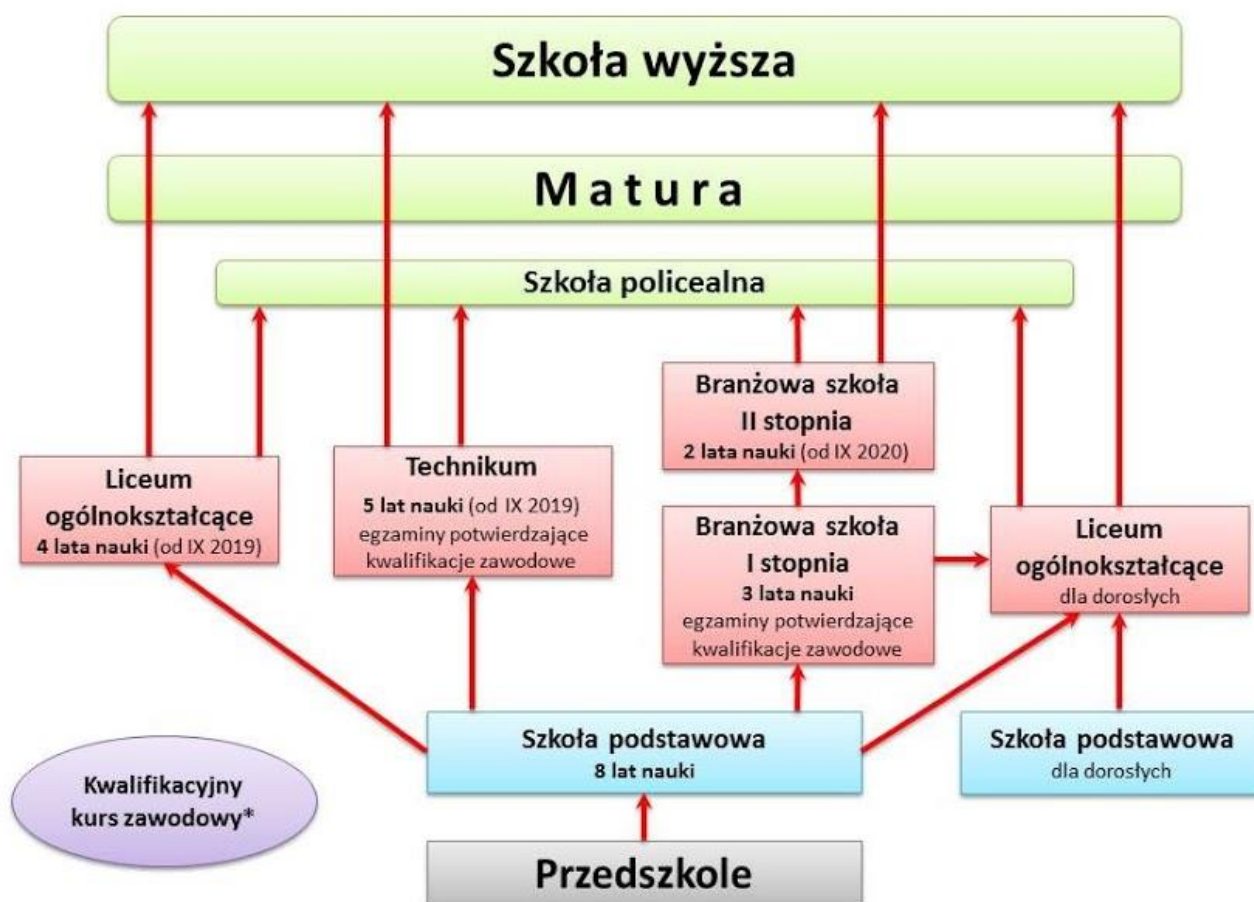 Szkoła wyższa
Matura
Szkoła policealna
Branżowa szkoła
II stopnia
2 lata nauki (od IX 2020)
Liceum
ogólnokształcące
4 lata nauki (od IX 2019)
Technikum
5 lat nauki (od IX 2019)
egzaminy potwierdzające
kwalifikacje zawodowe
Branżowa szkoła
I stopnia
3 lata nauki
egzaminy potwierdzające
kwalifikacje zawodowe
Liceum
ogólnokształcące
dla dorosłych
Szkoła podstawowa
8 lat nauki
Szkoła podstawowa
dla dorosłych
Kwalifikacyjny
kurs zawodowy*
Przedszkole